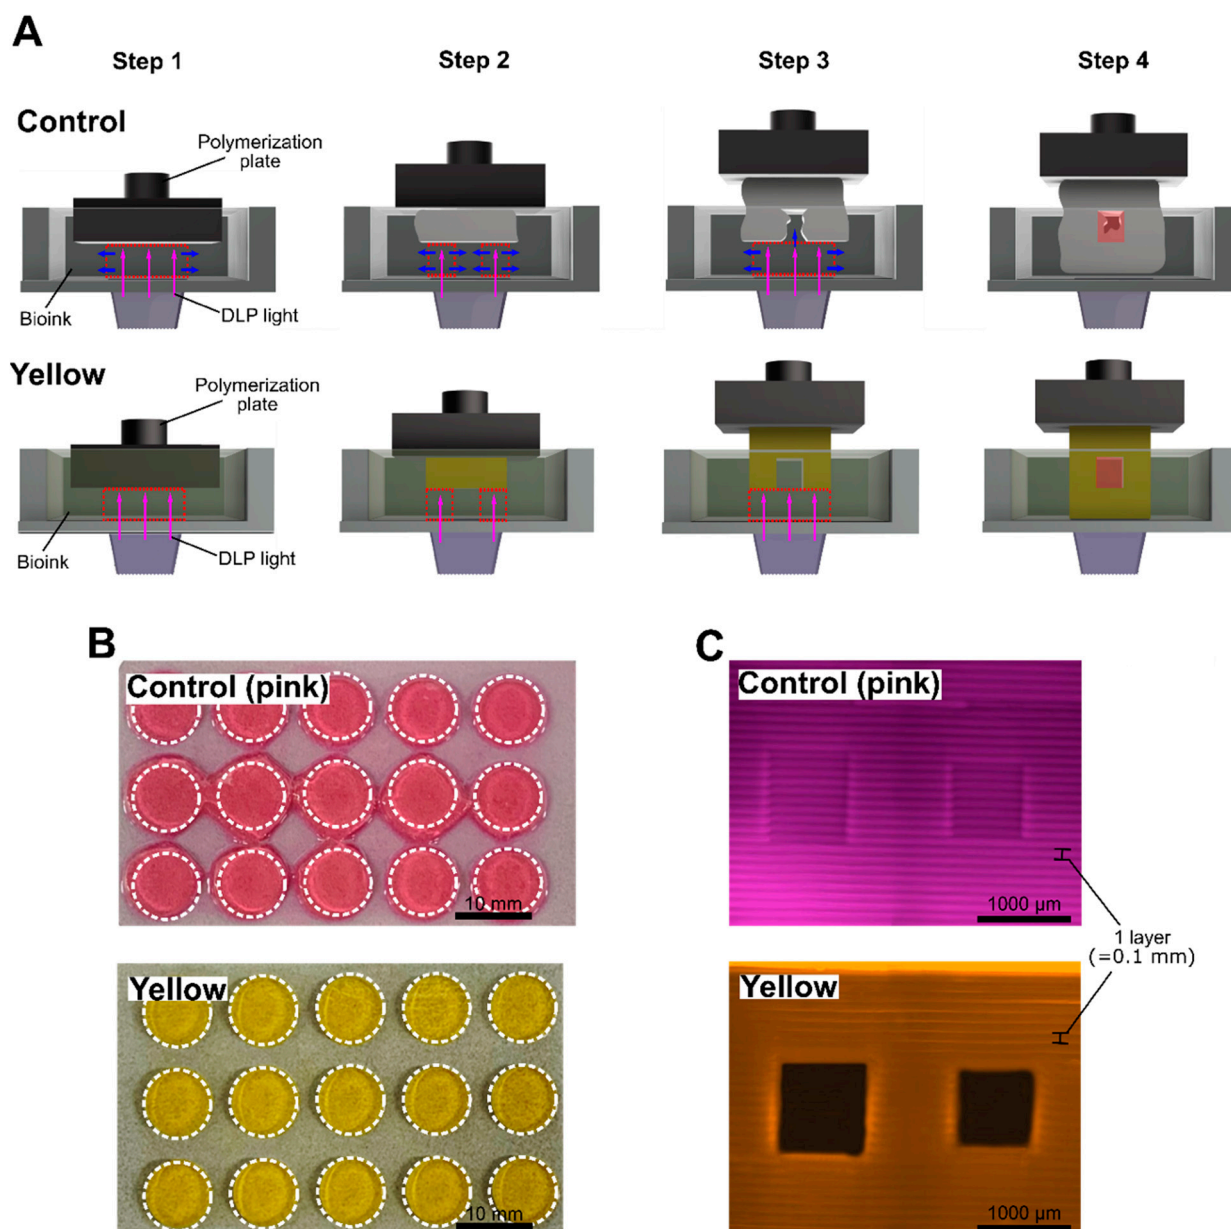 A
Step 1
Step 2
Step 3
Step 4
Control
Polymerization
plate
Bioink
DLP light
Yellow
Polymerization
plate
Bioink
DLP light
B
Control (pink)
10 mm
Yellow
10 mm
C
Control (pink)
1000 µm
1 layer
(=0.1 mm)
Yellow
1000 µm